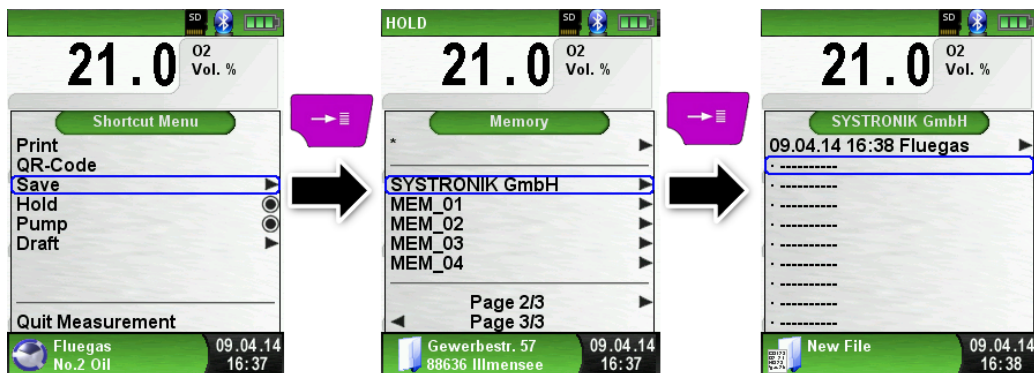 SD
21.0 O2
Vol. %
Shortcut Menu
Print
QR-Code
Save
Hold
Pump
Draft
Quit Measurement
Fluegas 09.04.14
No.2 Oil 16:37
HOLD SD
21.0 O2
Vol. %
Memory
*
SYSTRONIK GmbH
MEM_01
MEM_02
MEM_03
MEM_04
Page 2/3
Page 3/3
Gewerbestr. 57 09.04.14
88636 Illmensee 16:37
SD
21.0 O2
Vol. %
SYSTRONIK GmbH
09.04.14 16:38 Fluegas
· ----------
· ----------
· ----------
· ----------
· ----------
· ----------
· ----------
· ----------
· ----------
New File 09.04.14
16:38